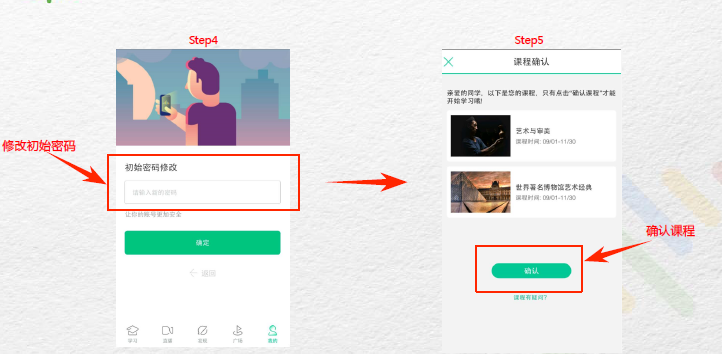 Step4
Step5
课程确认
亲爱的同学、以下是您的课程，只有点击“确认课程”才能
开始学习哦!
修改初始密码
初始密码修改
请输入您的密码
让你的账号更加安全
确定
← 返回
艺术与审美
课程时间: 09/01-11/30
世界著名博物馆艺术经典
课程时间: 09/01-11/30
确认课程
确认
课程有疑问?
学习
直播
发现
广场
我的